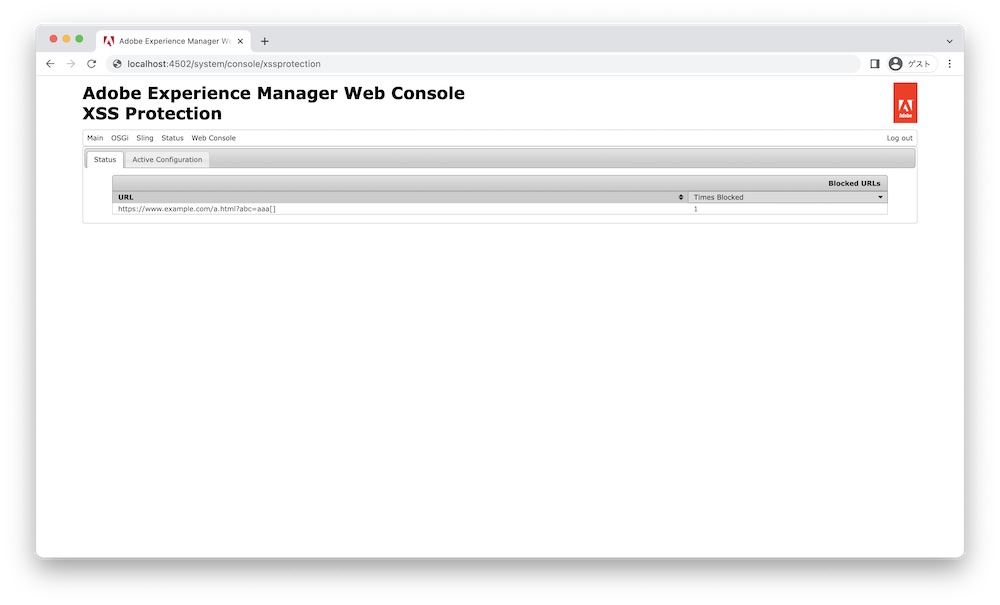 Adobe Experience Manager We
localhost:4502/system/console/xssprotection
ゲスト
Adobe Experience Manager Web Console
XSS Protection
Adobe
Main OSGi Sling Status Web Console
Log out
Status Active Configuration
Blocked URLs
URL Times Blocked
https://www.example.com/a.html?abc=aaa[] 1